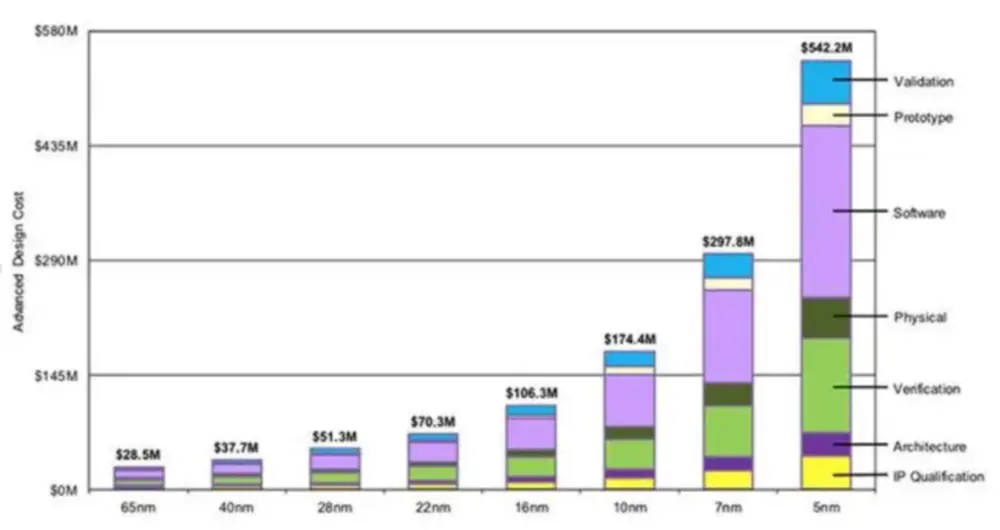 $580M
$435M
$290M
$145M
$0M
Advanced Design Cost
$28.5M
$37.7M
$51.3M
$70.3M
$106.3M
$174.4M
$297.8M
$542.2M
Validation
Prototype
Software
Physical
Verification
Architecture
IP Qualification
65nm
40nm
28nm
22nm
16nm
10nm
7nm
5nm